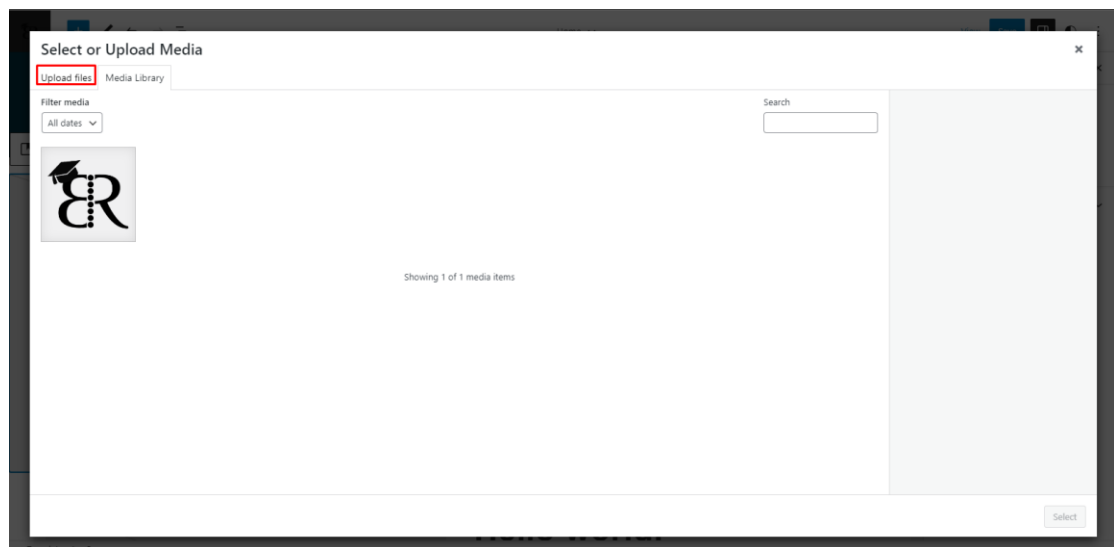 Select or Upload Media
Upload files
Media Library
Filter media
Search
All dates
Showing 1 of 1 media items
Select